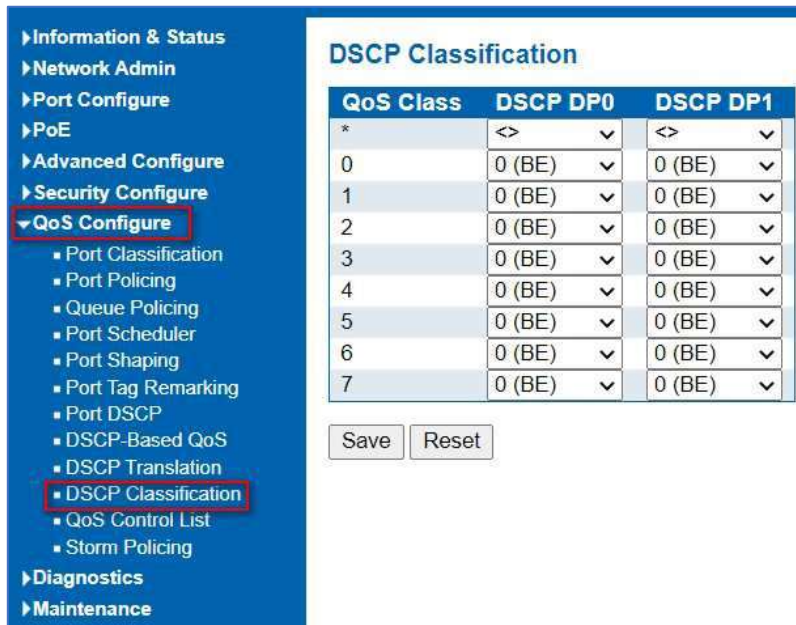 Information & Status
Network Admin
Port Configure
PoE
Advanced Configure
Security Configure
QoS Configure
Port Classification
Port Policing
Queue Policing
Port Scheduler
Port Shaping
Port Tag Remarking
Port DSCP
DSCP-Based QoS
DSCP Translation
DSCP Classification
QoS Control List
Storm Policing
Diagnostics
Maintenance
DSCP Classification
QoS Class DSCP DP0 DSCP DP1
* <> <>
0 0 (BE) 0 (BE)
1 0 (BE) 0 (BE)
2 0 (BE) 0 (BE)
3 0 (BE) 0 (BE)
4 0 (BE) 0 (BE)
5 0 (BE) 0 (BE)
6 0 (BE) 0 (BE)
7 0 (BE) 0 (BE)
Save Reset